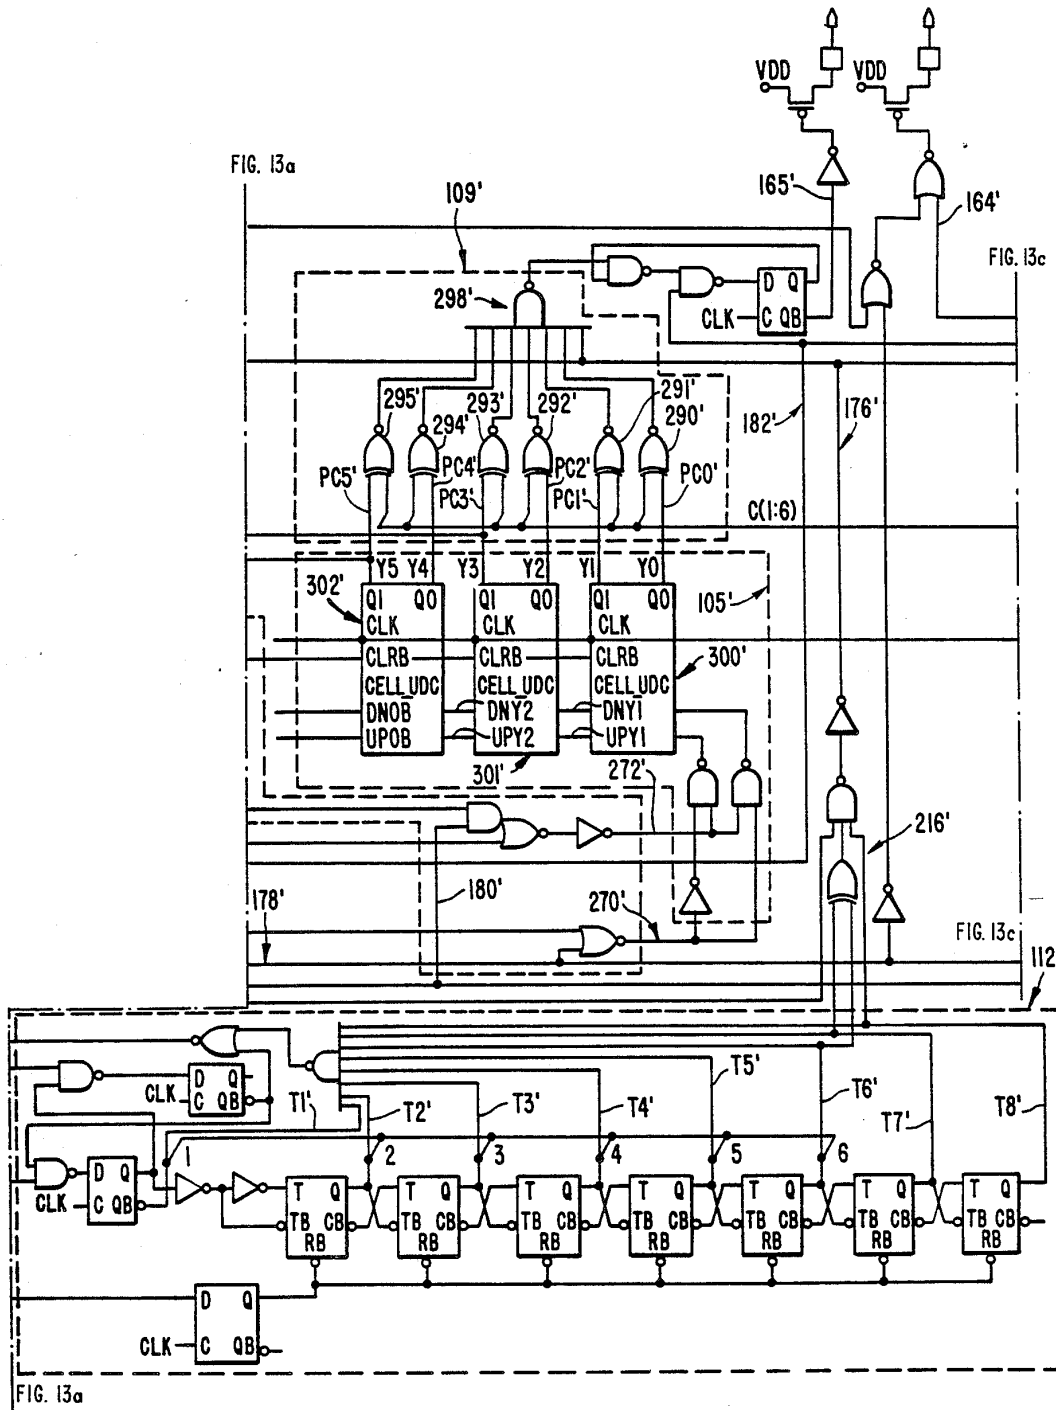 VDD VDD
FIG. 13a
109'
165'
164'
298'
D Q
CLK C QB
FIG. 13c
295' 294' 293' 292' 291' 290'
182' 176'
PC5' PC4' PC3' PC2' PC1' PC0'
C(1:6)
Y5 Y4 Y3 Y2 Y1 Y0
302'
105'
Q1 Q0 Q1 Q0 Q1 Q0
CLK CLK CLK
CLRB CLRB CLRB
300'
CELL_UDC CELL_UDC CELL_UDC
DNOB DNY2 DNY1
UPOB UPY2 UPY1
301'
272'
216'
180'
178'
270'
FIG. 13c
112
D Q
CLK C QB
T1' T2' T3' T4' T5' T6' T7' T8'
1 2 3 4 5 6
D Q
CLK C QB
T Q T Q T Q T Q T Q T Q T Q
TB CB TB CB TB CB TB CB TB CB TB CB TB CB
RB RB RB RB RB RB RB
D Q
CLK C QB
FIG. 13a